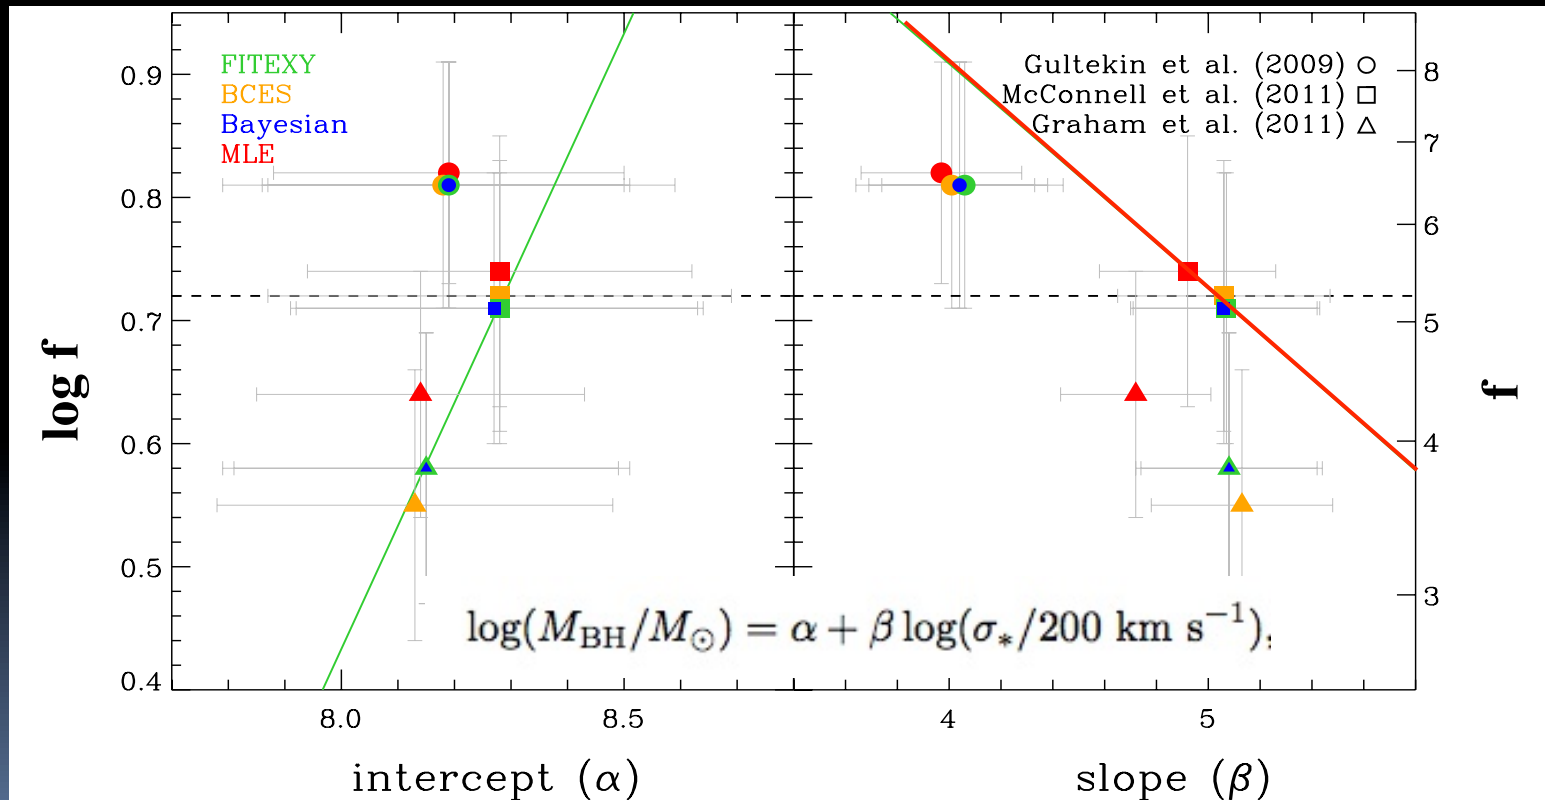 FITEXY
BCES
Bayesian
MLE
Gultekin et al. (2009)
McConnell et al. (2011)
Graham et al. (2011)
0.9
0.8
0.7
0.6
0.5
0.4
log f
8
7
6
5
4
3
f
log(M_BH/M_⊙) = α + β log(σ_*/200 km s⁻¹),
8.0 8.5 4 5
intercept (α) slope (β)